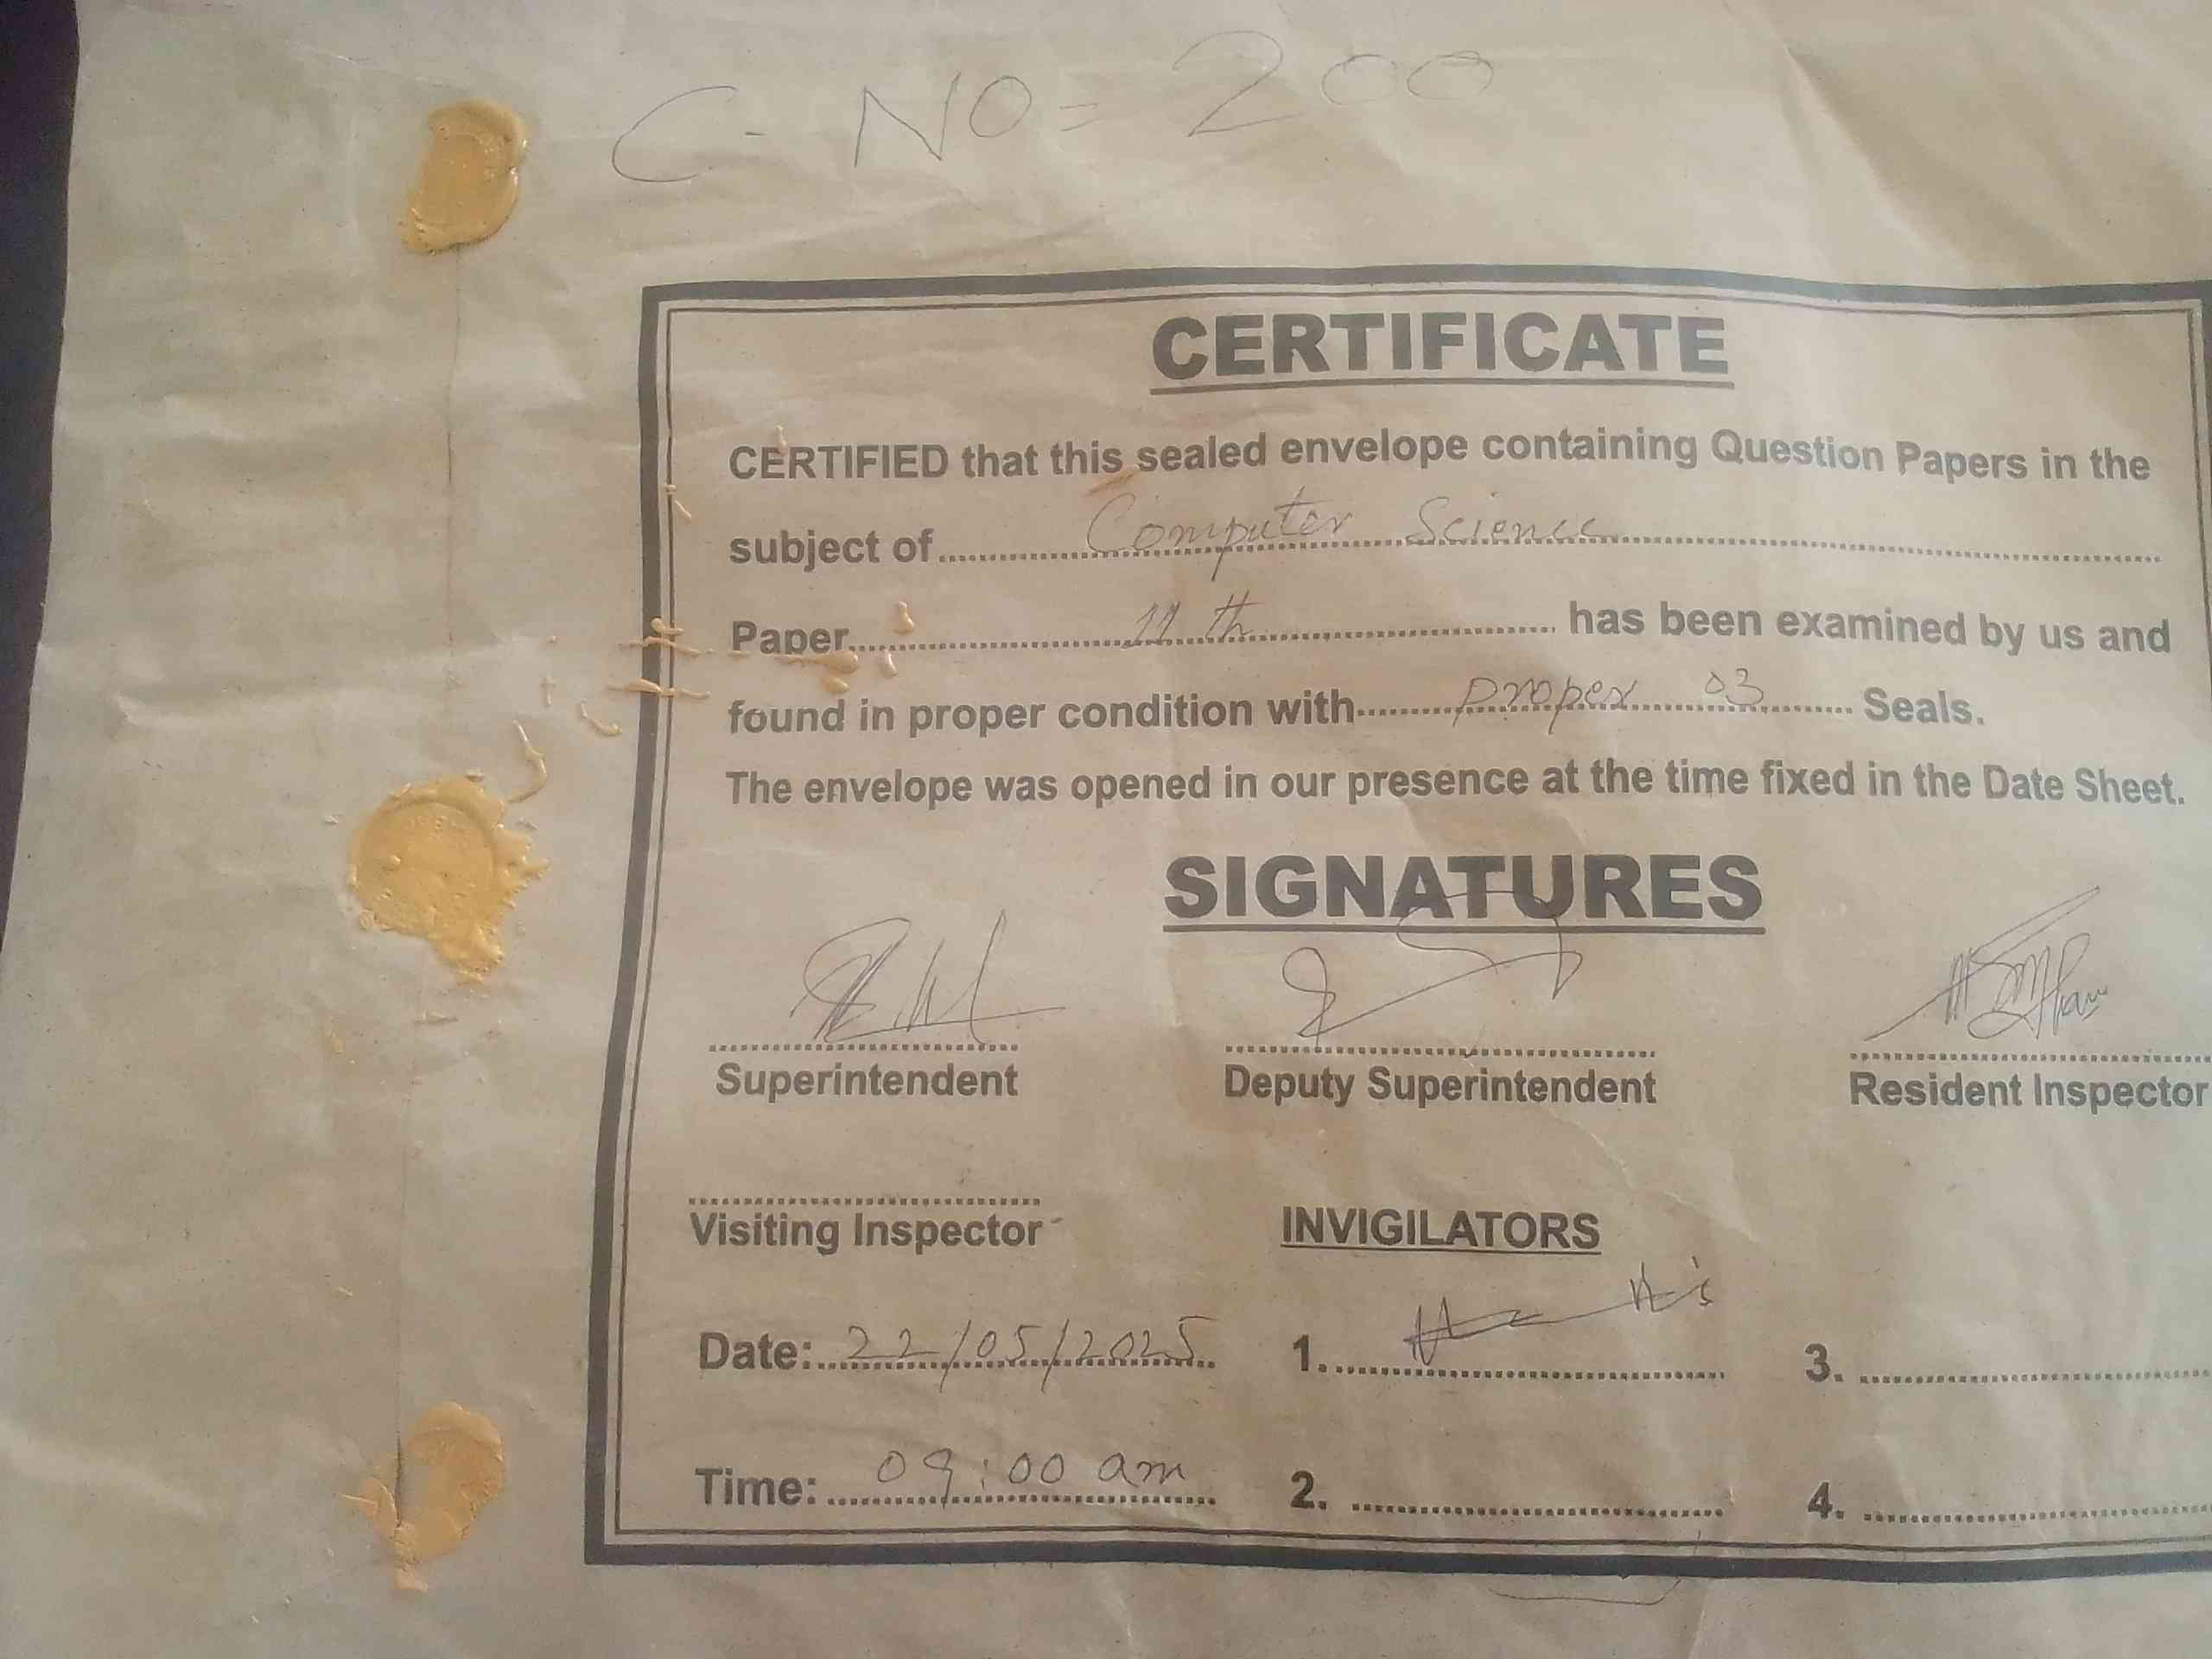 C- NO = 200
CERTIFICATE
CERTIFIED that this sealed envelope containing Question Papers in the
subject of Computer Science
Paper 11 th has been examined by us and
found in proper condition with proper 03 Seals.
The envelope was opened in our presence at the time fixed in the Date Sheet.
SIGNATURES
Superintendent Deputy Superintendent Resident Inspector
Visiting Inspector INVIGILATORS
Date: 22/05/2025 1. 3.
Time: 09:00 am 2. 4.